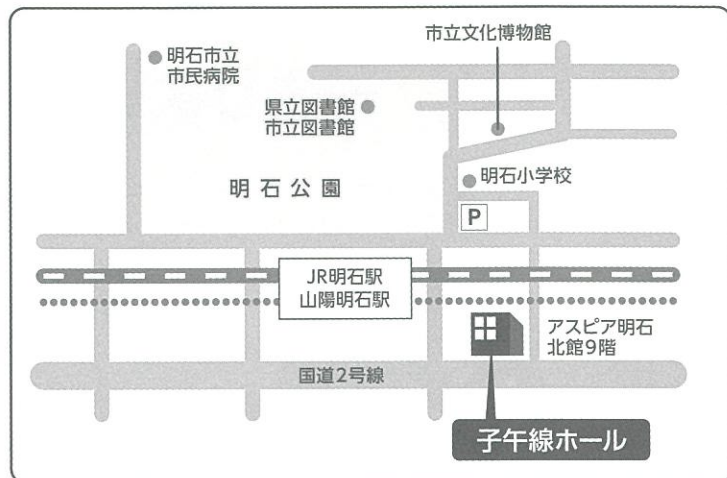 市立文化博物館
明石市立
市民病院
県立図書館
市立図書館
明石公園
明石小学校
P
JR明石駅
山陽明石駅
アスピア明石
北館9階
国道2号線
子午線ホール